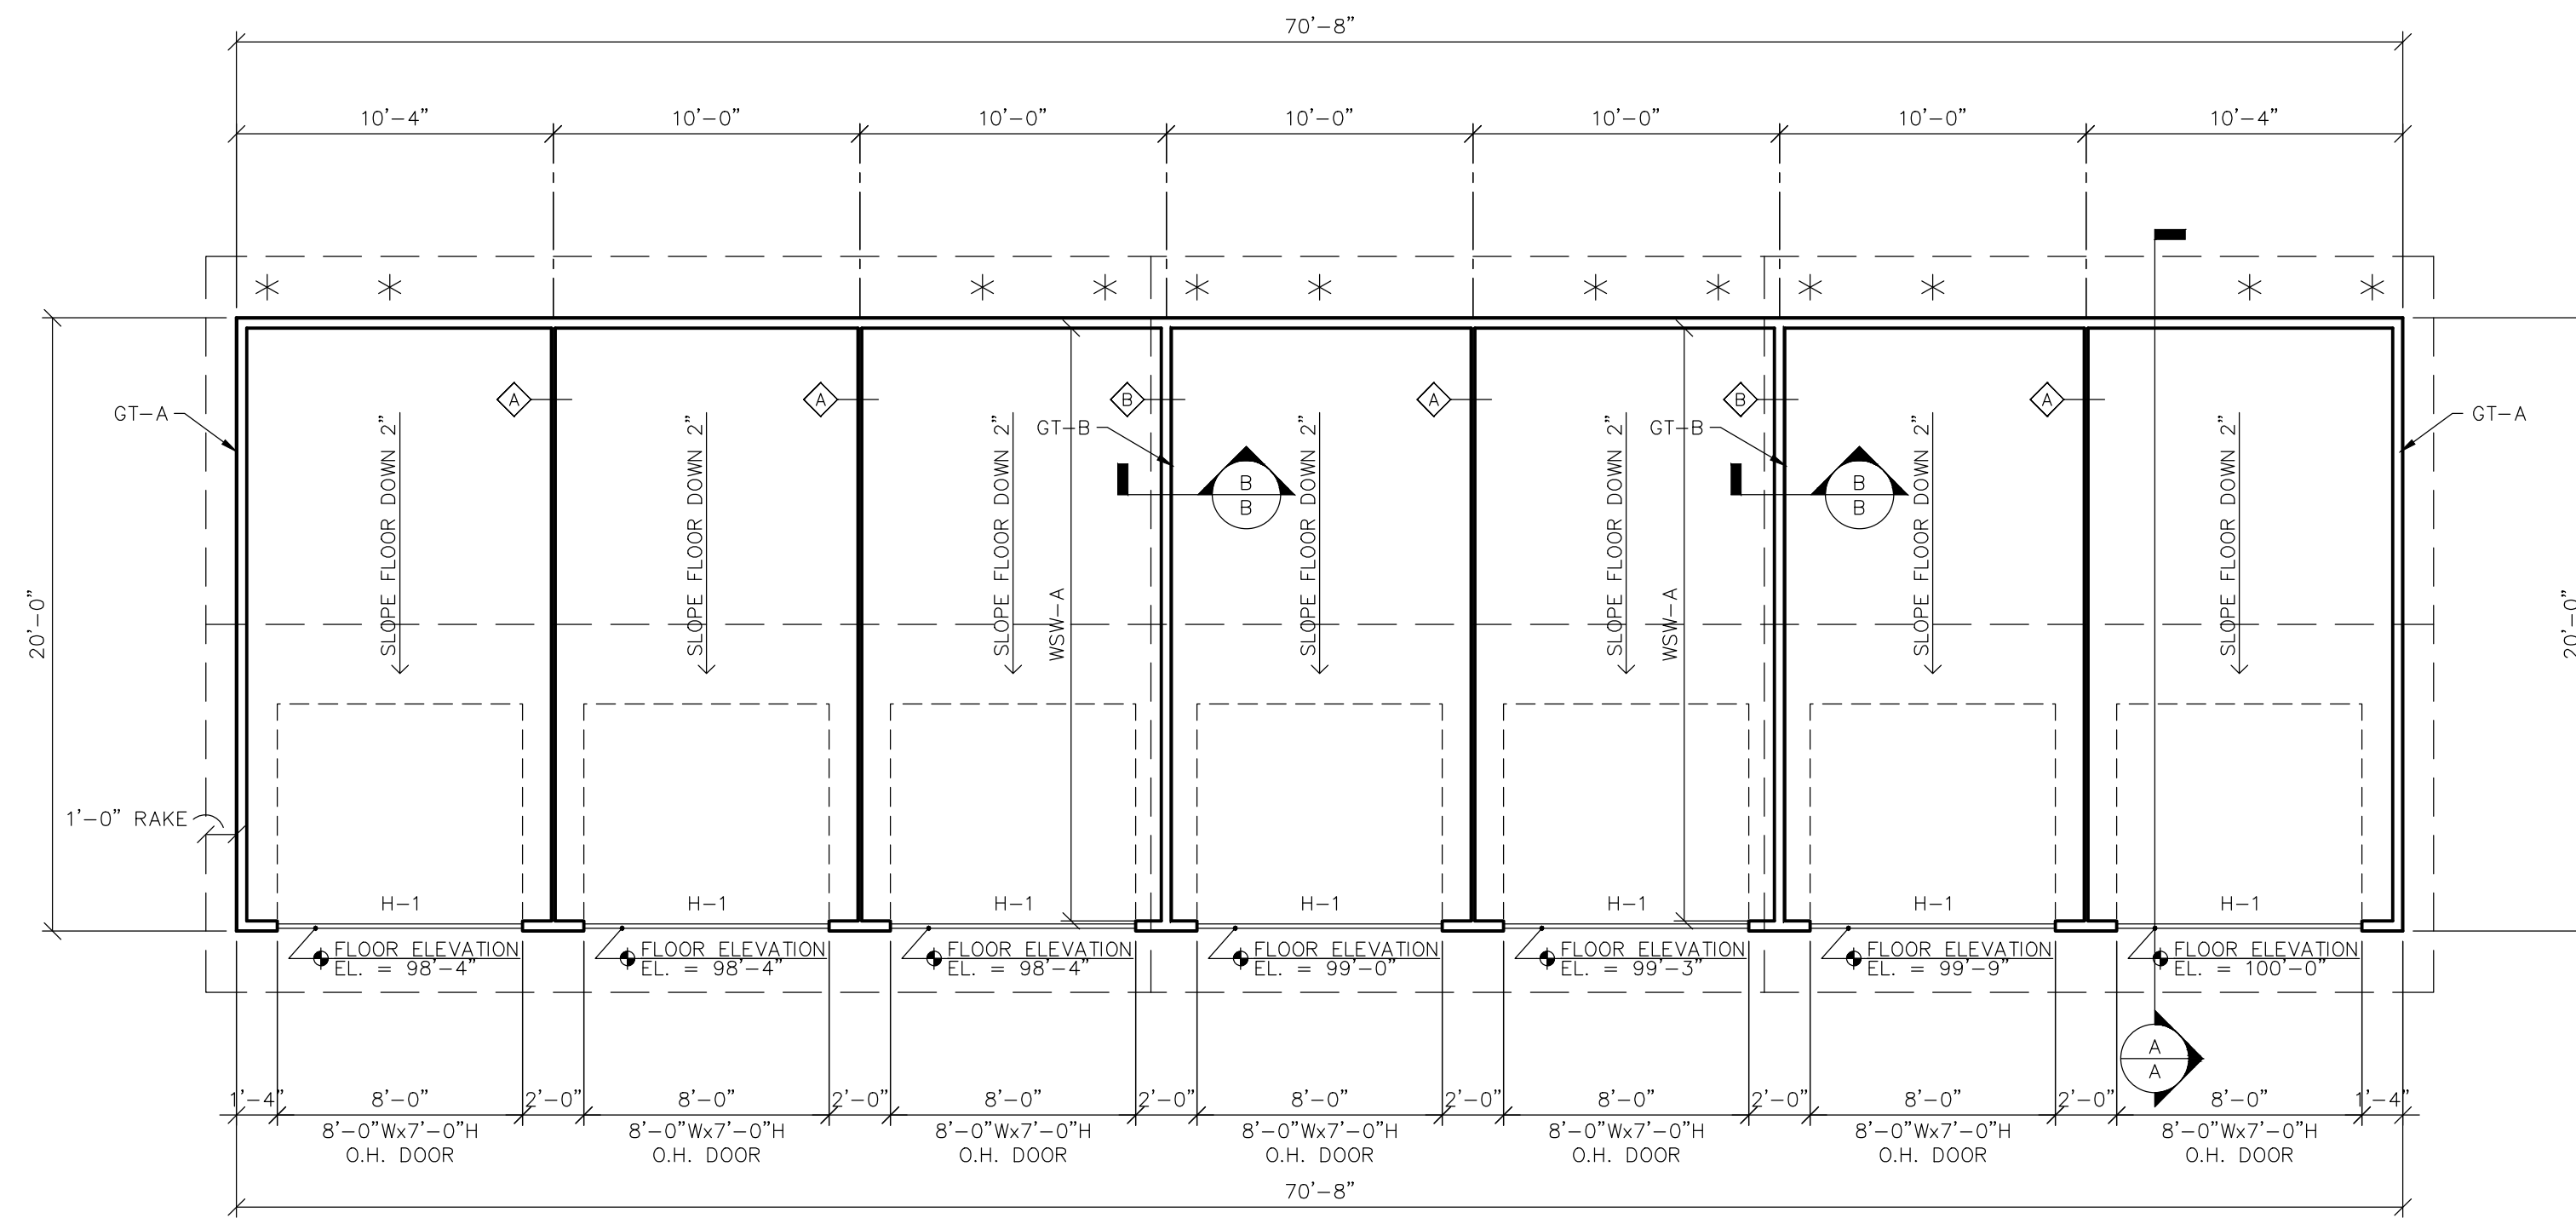 70'-8"
10'-4" 10'-0" 10'-0" 10'-0" 10'-0" 10'-0" 10'-4"
* * * * * * * * * * * *
A A B A B A
GT-A GT-B GT-B GT-A
SLOPE FLOOR DOWN 2" SLOPE FLOOR DOWN 2" SLOPE FLOOR DOWN 2" SLOPE FLOOR DOWN 2" SLOPE FLOOR DOWN 2" SLOPE FLOOR DOWN 2" SLOPE FLOOR DOWN 2"
B B
B B
20'-0" WSW-A WSW-A 20'-0"
1'-0" RAKE
H-1 H-1 H-1 H-1 H-1 H-1 H-1
FLOOR ELEVATION FLOOR ELEVATION FLOOR ELEVATION FLOOR ELEVATION FLOOR ELEVATION FLOOR ELEVATION FLOOR ELEVATION
EL. = 98'-4" EL. = 98'-4" EL. = 98'-4" EL. = 99'-0" EL. = 99'-3" EL. = 99'-9" EL. = 100'-0"
A
A
1'-4" 8'-0" 2'-0" 8'-0" 2'-0" 8'-0" 2'-0" 8'-0" 2'-0" 8'-0" 2'-0" 8'-0" 2'-0" 8'-0" 1'-4"
8'-0"Wx7'-0"H 8'-0"Wx7'-0"H 8'-0"Wx7'-0"H 8'-0"Wx7'-0"H 8'-0"Wx7'-0"H 8'-0"Wx7'-0"H 8'-0"Wx7'-0"H
O.H. DOOR O.H. DOOR O.H. DOOR O.H. DOOR O.H. DOOR O.H. DOOR O.H. DOOR
70'-8"